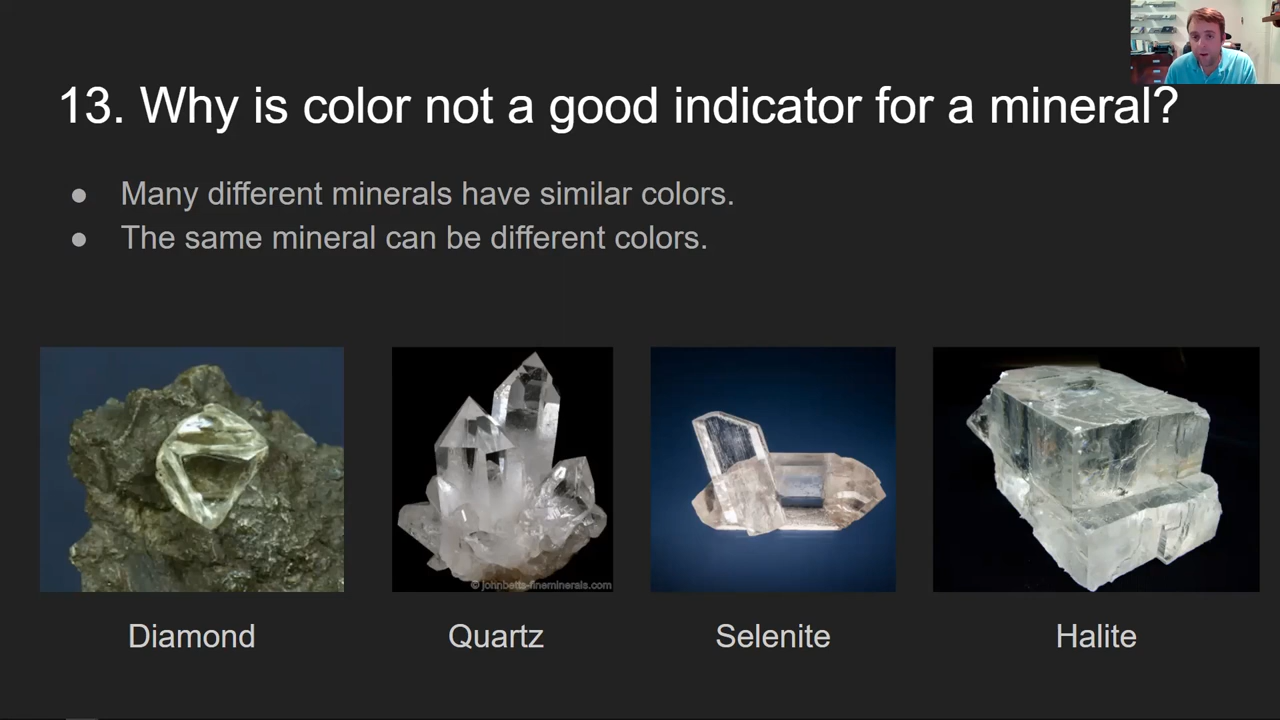 13. Why is color not a good indicator for a mineral?
● Many different minerals have similar colors.
● The same mineral can be different colors.
© johnbetts-fineminerals.com
Diamond
Quartz
Selenite
Halite